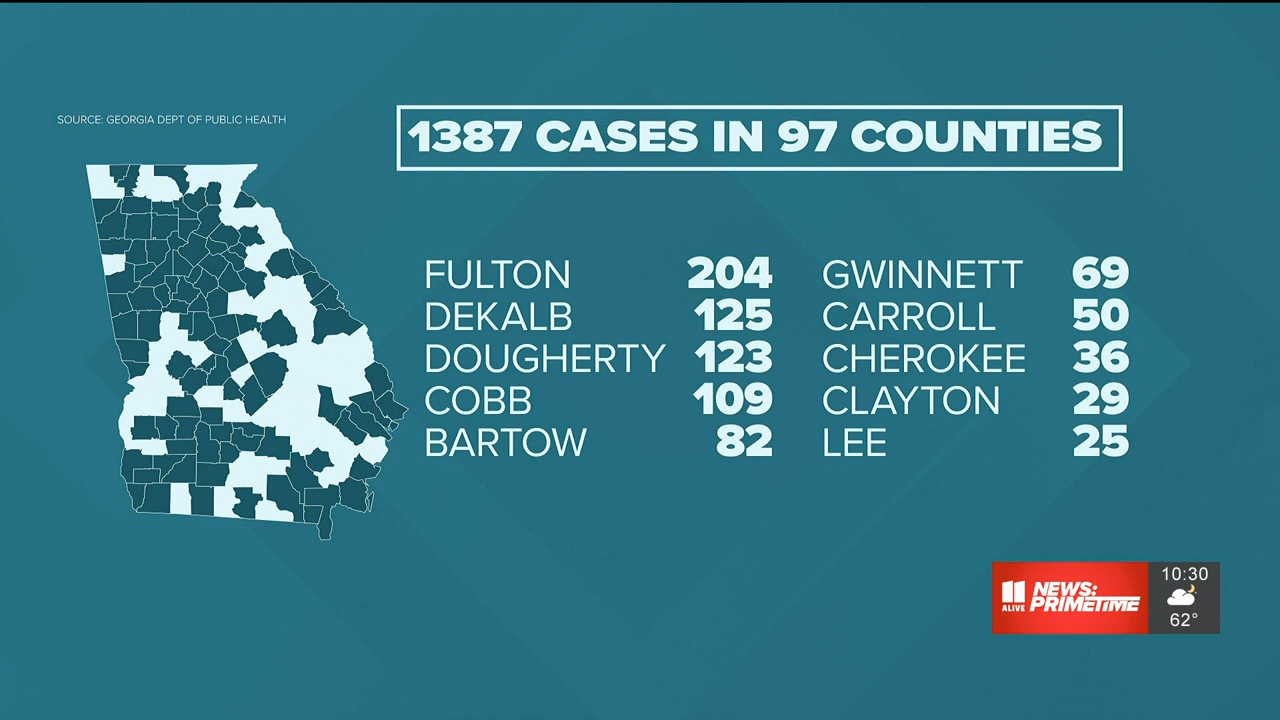 SOURCE: GEORGIA DEPT OF PUBLIC HEALTH
1387 CASES IN 97 COUNTIES
FULTON 204
DEKALB 125
DOUGHERTY 123
COBB 109
BARTOW 82
GWINNETT 69
CARROLL 50
CHEROKEE 36
CLAYTON 29
LEE 25
11 ALIVE
NEWS:
PRIMETIME
10:30
62°